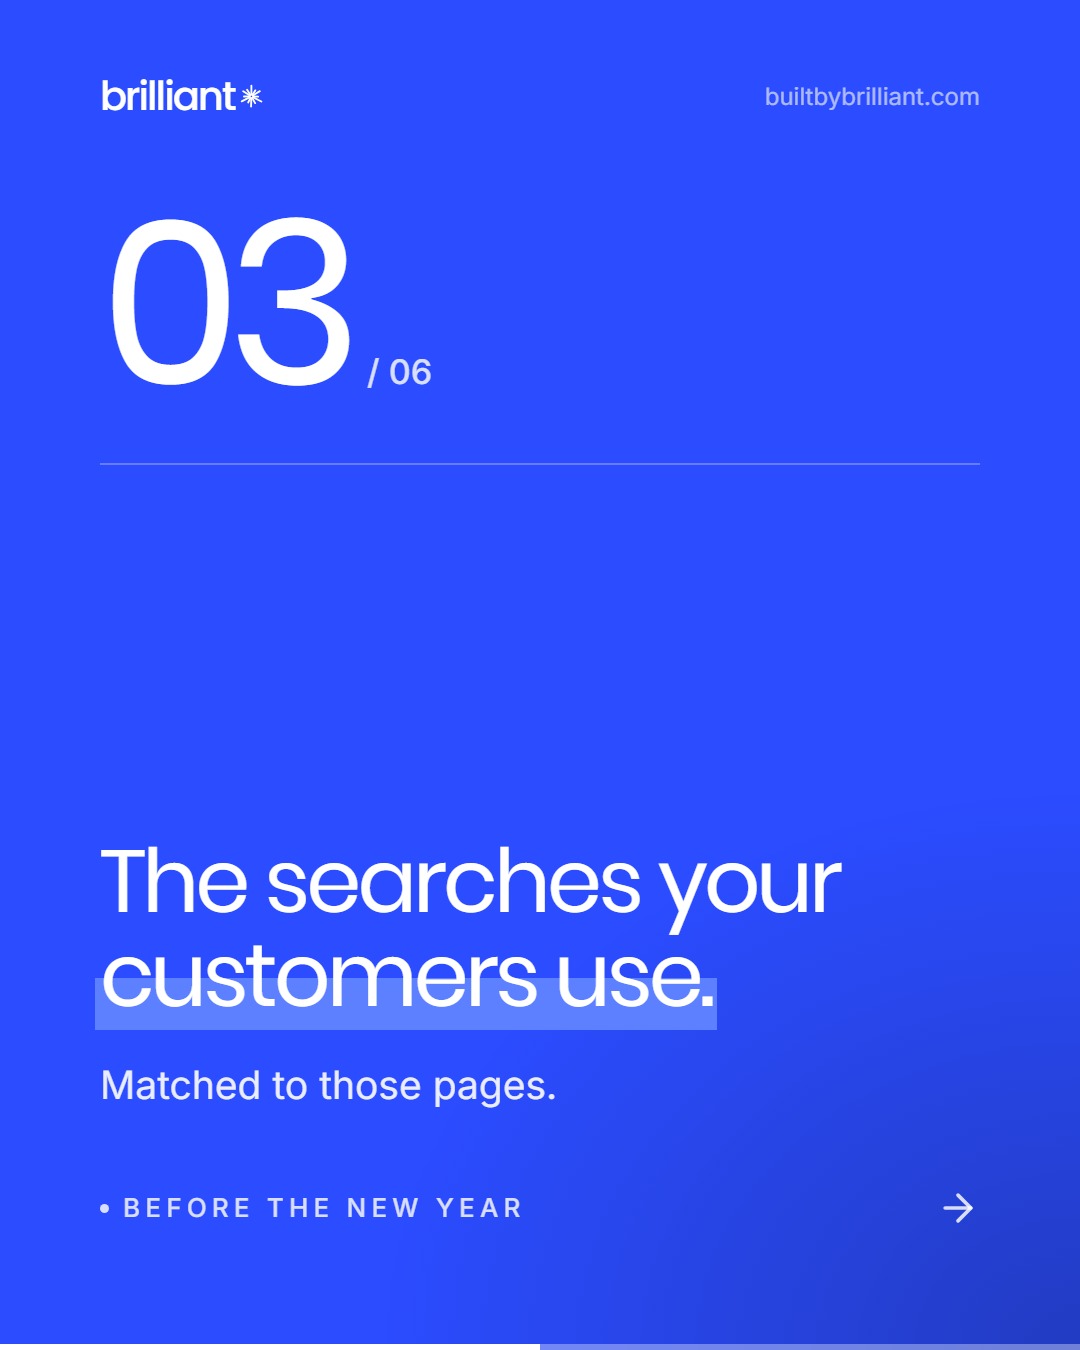 brilliant
builtbybrilliant.com
03 / 06
The searches your
customers use.
Matched to those pages.
• BEFORE THE NEW YEAR